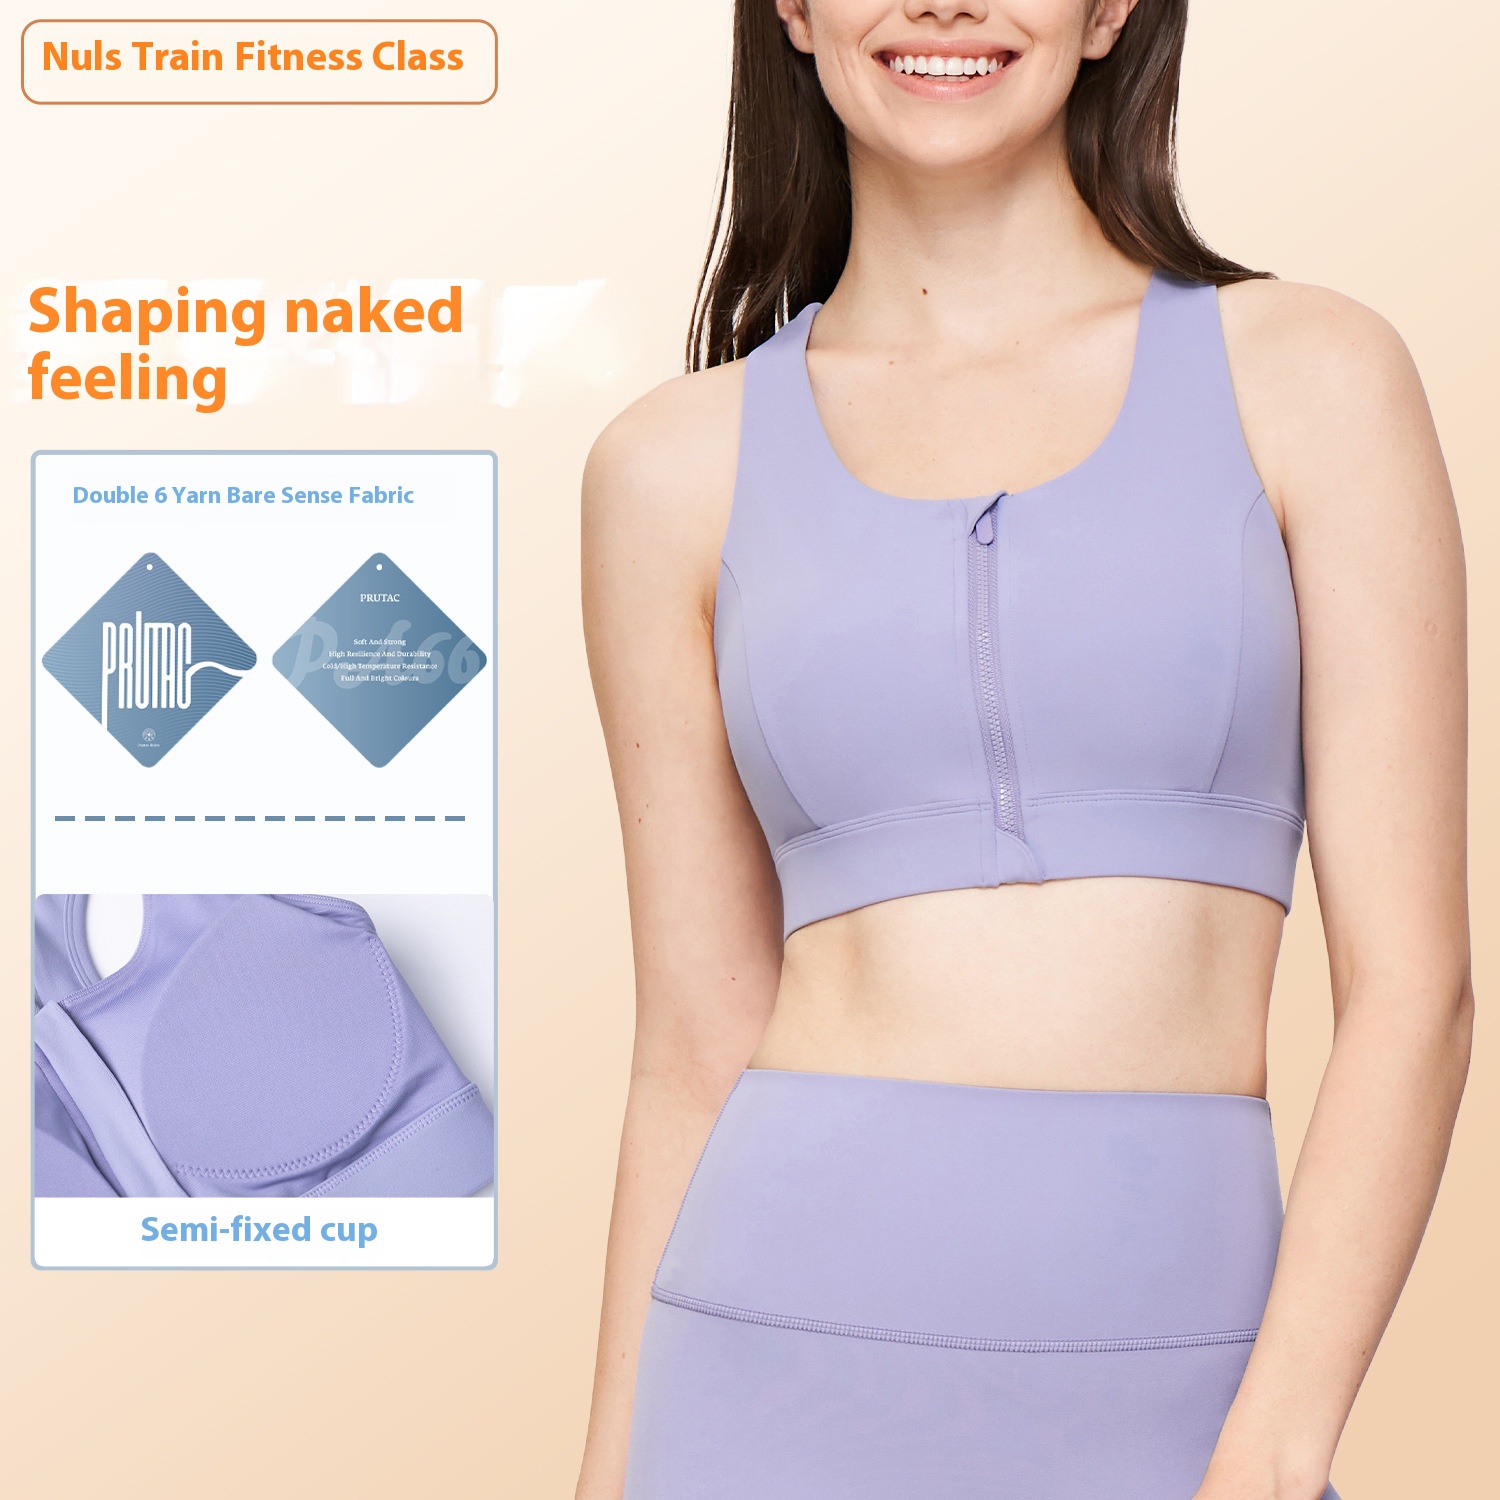 Nuls Train Fitness Class
Shaping naked
feeling
Double 6 Yarn Bare Sense Fabric
PRUTAC
PRUTAC
Soft And Strong
High Resilience And Durability
Cold/High Temperature Resistance
Full And Bright Colours
Semi-fixed cup